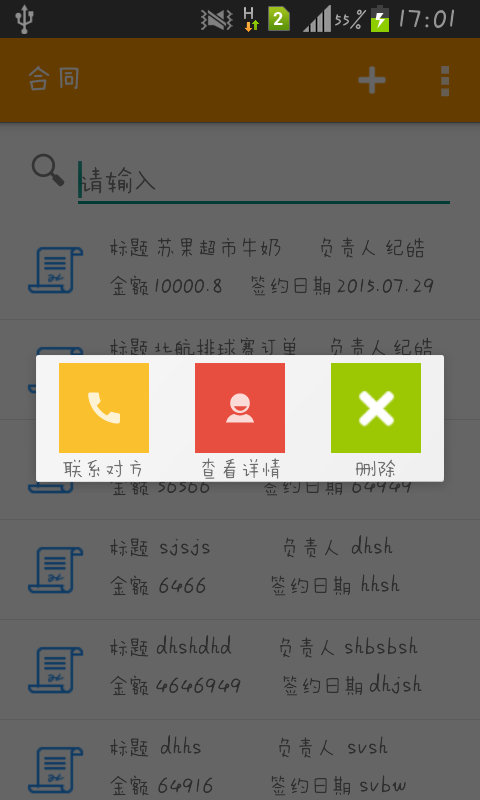 H 2 55% 17:01
合同
请输入
标题 苏果超市牛奶 负责人 纪皓
金额 10000.8 签约日期 2015.07.29
标题 北航排球赛订单 负责人 纪皓
联系对方 查看详情 删除
金额 56566 签约日期 64949
标题 sjsjs 负责人 dhsh
金额 6466 签约日期 hhsh
标题 dhshdhd 负责人 shbsbsh
金额 4646949 签约日期 dhjsh
标题 dhhs 负责人 svsh
金额 64916 签约日期 svbw